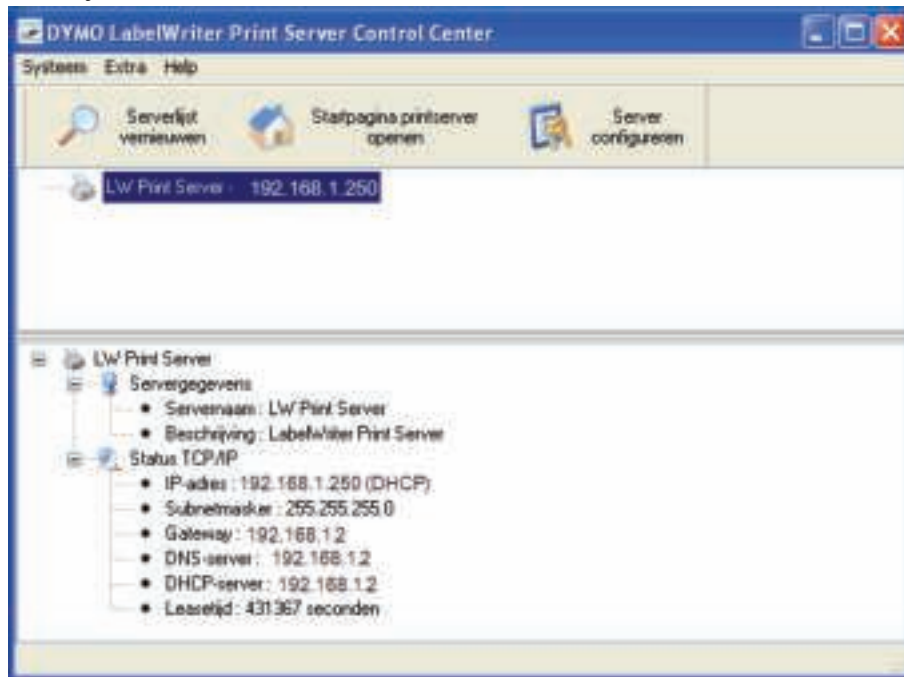 DYMO LabelWriter Print Server Control Center
Systeem Extra Help
Serverlijst vernieuwen
Startpagina printserver openen
Server configureren
LW Print Server - 192.168.1.250
LW Print Server
Servergegevens
Servernaam : LW Print Server
Beschrijving : LabelWriter Print Server
Status TCP/IP
IP-adres : 192.168.1.250 (DHCP)
Subnetmasker : 255.255.255.0
Gateway : 192.168.1.2
DNS-server : 192.168.1.2
DHCP-server : 192.168.1.2
Leasetijd : 431367 seconden